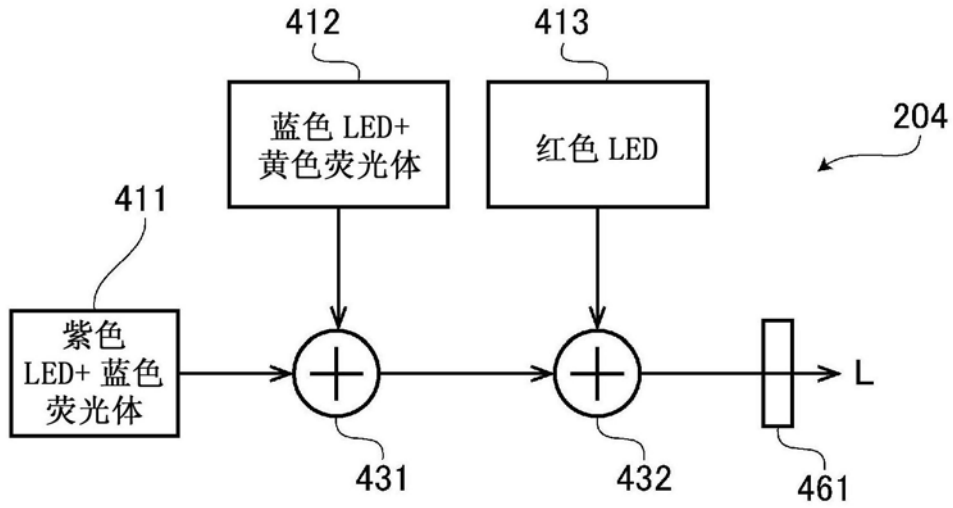 412
413
蓝色 LED+
黄色荧光体
红色 LED
204
411
紫色
LED+ 蓝色
荧光体
L
431
432
461